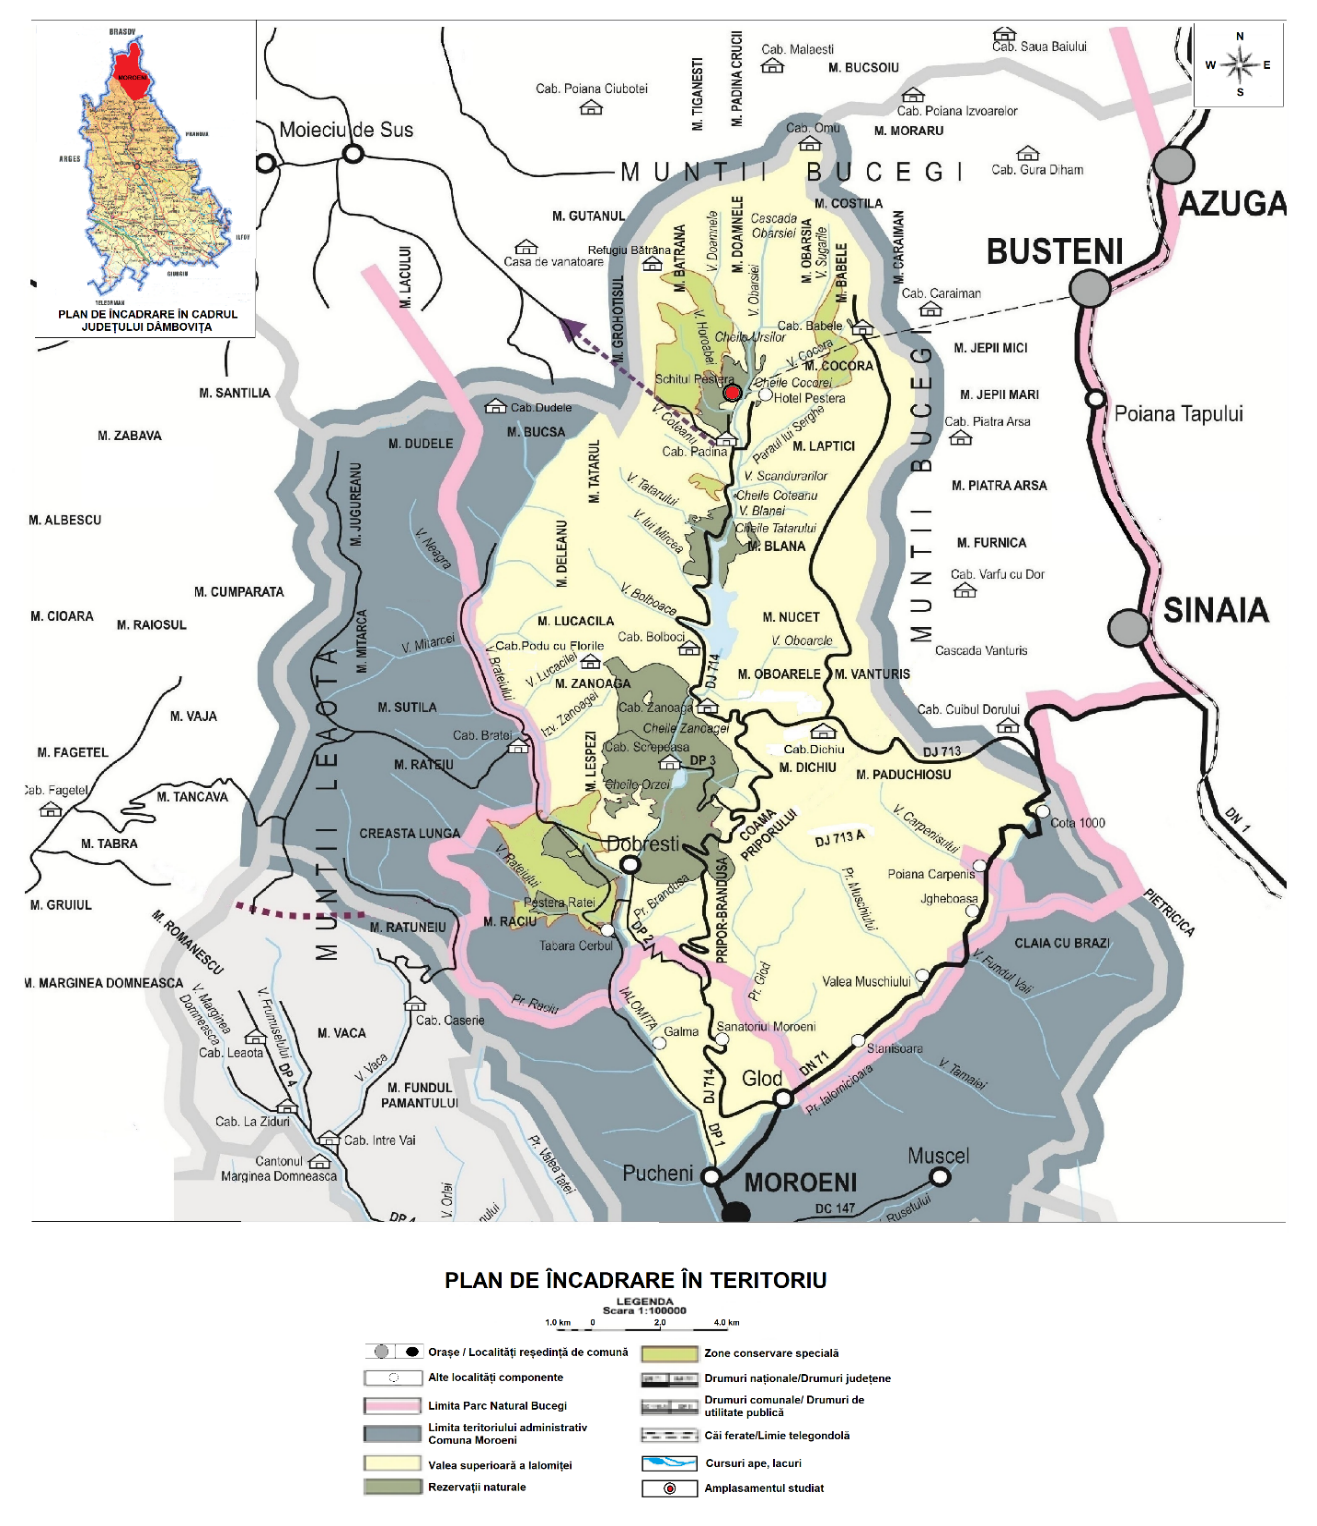 BRASOV
MOROENI
PRAHOVA
ARGES
ILFOV
GIURGIU
TELEORMAN
PLAN DE ÎNCADRARE ÎN CADRUL
JUDEȚULUI DÂMBOVIȚA
N
W
E
S
Moieciu de Sus
Cab. Poiana Ciubotei
M. TIGANESTI
M. PADINA CRUCII
Cab. Malaesti
M. BUCSOIU
Cab. Saua Baiului
Cab. Poiana Izvoarelor
Cab. Omu
M. MORARU
Cab. Gura Diham
MUNTII BUCEGI
AZUGA
M. GUTANUL
M. COSTILA
Casa de vanatoare
Refugiu Bătrâna
M. BATRANA
V. Doamnele
M. DOAMNELE
Cascada
Obarsiei
V. Obarsiei
M. OBARSIA
V. Sugarile
M. BABELE
M. CARAIMAN
BUSTENI
M. LACULUI
M. GROHOTISUL
Cab. Caraiman
V. Horoabei
Cheile Ursilor
Cab. Babele
V. Cocora
M. COCORA
M. JEPII MICI
Schitul Pestera
Cheile Cocorei
Hotel Pestera
M. JEPII MARI
Poiana Tapului
M. SANTILIA
Cab. Dudele
M. BUCSA
M. DUDELE
M. ZABAVA
V. Coteanu
Cab. Padina
Paraul lui Serghe
M. LAPTICI
Cab. Piatra Arsa
MUNTII BUCEGI
M. TATARUL
V. Tatarului
V. Scandurarilor
Cheile Coteanu
V. Blanei
Cheile Tatarului
M. BLANA
M. PIATRA ARSA
M. JUGUREANU
M. ALBESCU
V. Neagra
M. DELEANU
V. lui Mircea
M. FURNICA
Cab. Varfu cu Dor
M. CUMPARATA
M. CIOARA
M. RAIOSUL
M. MITARCA
V. Mitarcei
V. Bolboace
M. LUCACILA
M. NUCET
SINAIA
Cab.Podu cu Florile
Cab. Bolboci
V. Oboarele
Cascada Vanturis
V. Brateiului
V. Lucacilei
M. ZANOAGA
DJ 714
M. OBOARELE
M. VANTURIS
M. VAJA
M. SUTILA
Izv. Zanoagei
Cab. Zanoaga
Cab. Cuibul Dorului
M. FAGETEL
Cab. Bratei
Cheile Zanoagei
Cab. Scropoasa
Cab.Dichiu
DJ 713
M. RATEJU
M. LESPEZI
DP 3
M. DICHIU
M. PADUCHIOSU
Cab. Fagetel
M. TANCAVA
Cheile Orzei
MUNTII LEAOTA
CREASTA LUNGA
COAMA
PRIPORULUI
DJ 713 A
V. Carpenisului
Cota 1000
DN 1
M. TABRA
Dobresti
V. Rateiului
Poiana Carpenis
Pr. Muschiului
Jgheboasa
PIETRICICA
M. GRUIUL
M. ROMANESCU
M. RATUNEIU
M. RACIU
Pestera Ratei
Tabara Cerbul
Pr. Brandusa
DP 2
PRIPOR-BRANDUSA
CLAIA CU BRAZI
V. Fundul Vaii
M. MARGINEA DOMNEASCA
V. Marginea
Domneasca
V. Frumuselului
Pr. Raciu
IALOMITA
Pr. Glod
Valea Muschiului
M. VACA
Cab. Caserie
Galma
Sanatoriul Moroeni
Stanisoara
Cab. Leaota
DP 4
V. Vaca
M. FUNDUL
PAMANTULUI
DJ 714
Glod
DN 71
Pr. Ialomicioara
V. Tamaiei
Cab. La Ziduri
Cab. Intre Vai
Cantonul
Marginea Domneasca
Pr. Valea Tatei
V. Orlei
DP 1
Pucheni
MOROENI
Muscel
DC 147
Rusetului
DP 4
PLAN DE ÎNCADRARE ÎN TERITORIU
LEGENDA
Scara 1:100000
1.0 km 0 2.0 4.0 km
Orașe / Localități reședință de comună
Alte localități componente
Limita Parc Natural Bucegi
Limita teritoriului administrativ
Comuna Moroeni
Valea superioară a Ialomiței
Rezervații naturale
Zone conservare specială
Drumuri naționale/Drumuri județene
Drumuri comunale/ Drumuri de
utilitate publică
Căi ferate/Limie telegondolă
Cursuri ape, lacuri
Amplasamentul studiat